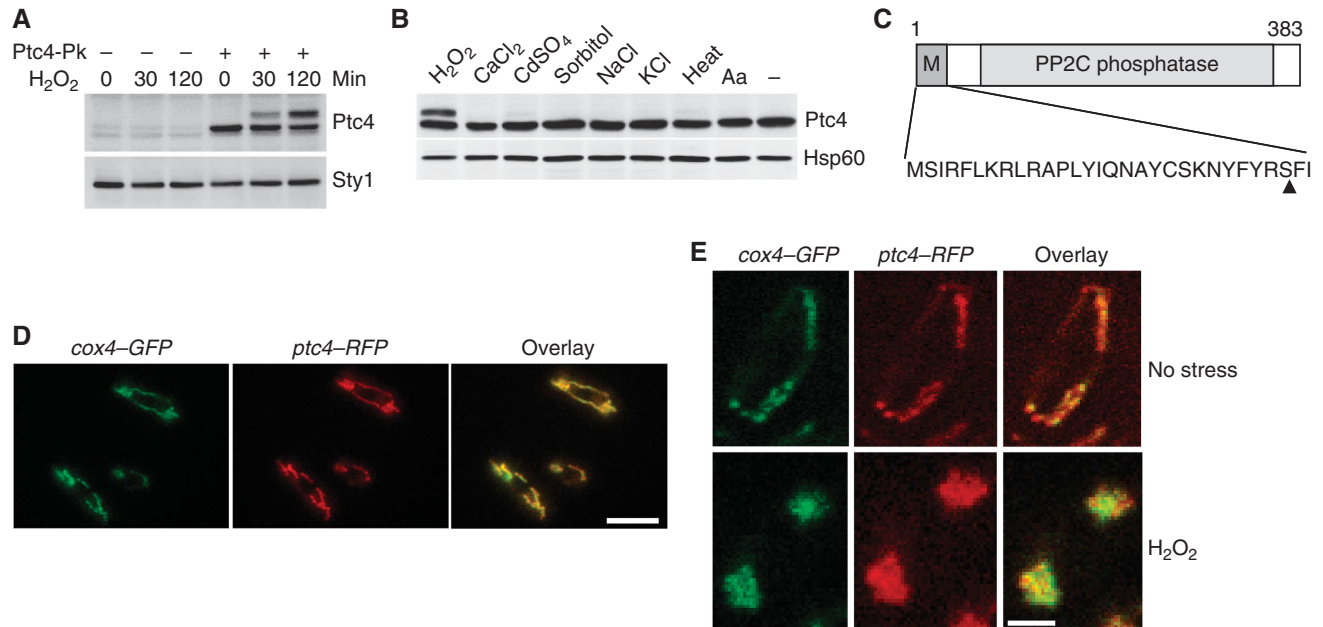 A
Ptc4-Pk – – – + + +
H₂O₂ 0 30 120 0 30 120 Min
Ptc4
Sty1
B
H₂O₂ CaCl₂ CdSO₄ Sorbitol NaCl KCl Heat Aa –
Ptc4
Hsp60
C
1 383
M PP2C phosphatase
MSIRFLKRLRAPLYIQNAYCSKNYFYRSFI
D
cox4–GFP ptc4–RFP Overlay
E
cox4–GFP ptc4–RFP Overlay
No stress
H₂O₂